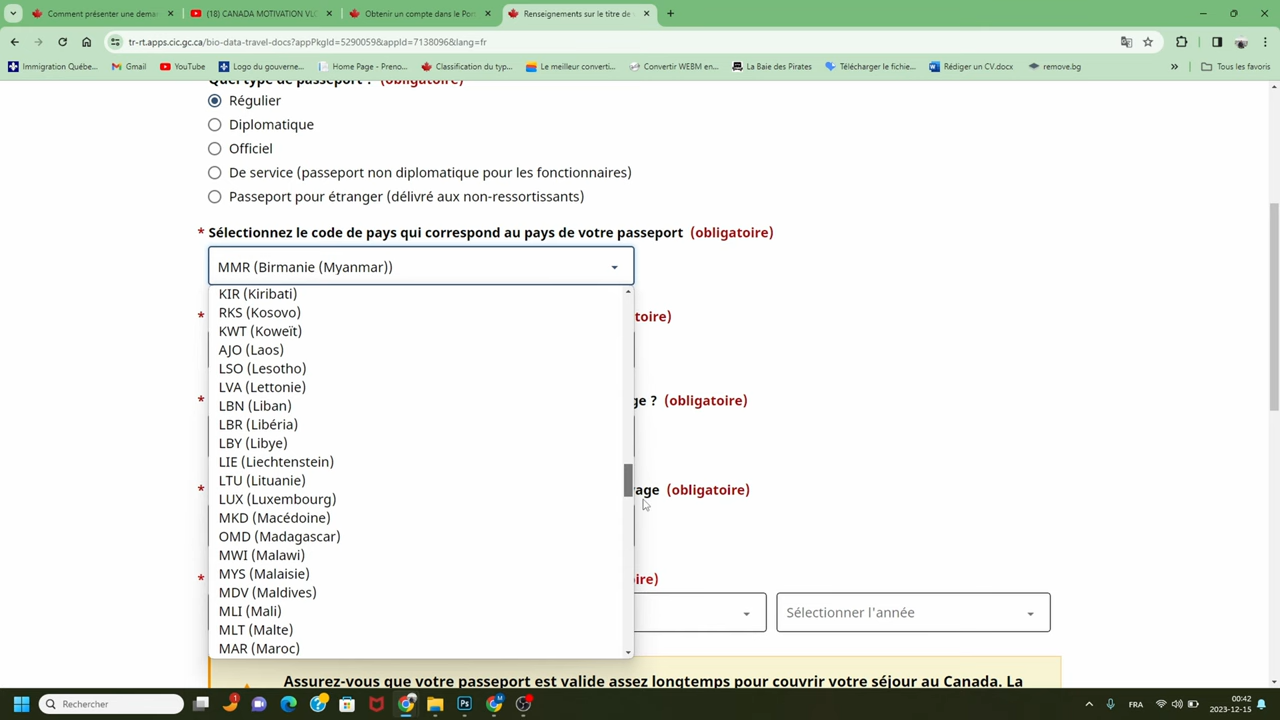 Comment présenter une dema
(18) CANADA MOTIVATION VLO
Obtenir un compte dans le Port
Renseignements sur le titre de v
tr-rt.apps.cic.gc.ca/bio-data-travel-docs?appPkgId=5290059&appId=7138096&lang=fr
Immigration Québe...
Gmail
YouTube
Logo du gouverne...
Home Page - Preno...
Classification du typ...
Le meilleur converti...
Convertir WEBM en...
La Baie des Pirates
Télécharger le fichie...
Rédiger un CV.docx
remove.bg
»
Tous les favoris
Quel type de passeport ? (obligatoire)
Régulier
Diplomatique
Officiel
De service (passeport non diplomatique pour les fonctionnaires)
Passeport pour étranger (délivré aux non-ressortissants)
* Sélectionnez le code de pays qui correspond au pays de votre passeport (obligatoire)
MMR (Birmanie (Myanmar))
KIR (Kiribati)
RKS (Kosovo)
* toire)
KWT (Koweït)
AJO (Laos)
LSO (Lesotho)
LVA (Lettonie)
* ge ? (obligatoire)
LBN (Liban)
LBR (Libéria)
LBY (Libye)
LIE (Liechtenstein)
LTU (Lituanie)
* age (obligatoire)
LUX (Luxembourg)
MKD (Macédoine)
OMD (Madagascar)
MWI (Malawi)
MYS (Malaisie)
* ire)
MDV (Maldives)
MLI (Mali)
Sélectionner l'année
MLT (Malte)
MAR (Maroc)
Assurez-vous que votre passeport est valide assez longtemps pour couvrir votre séjour au Canada. La
Rechercher
FRA
00:42
2023-12-15